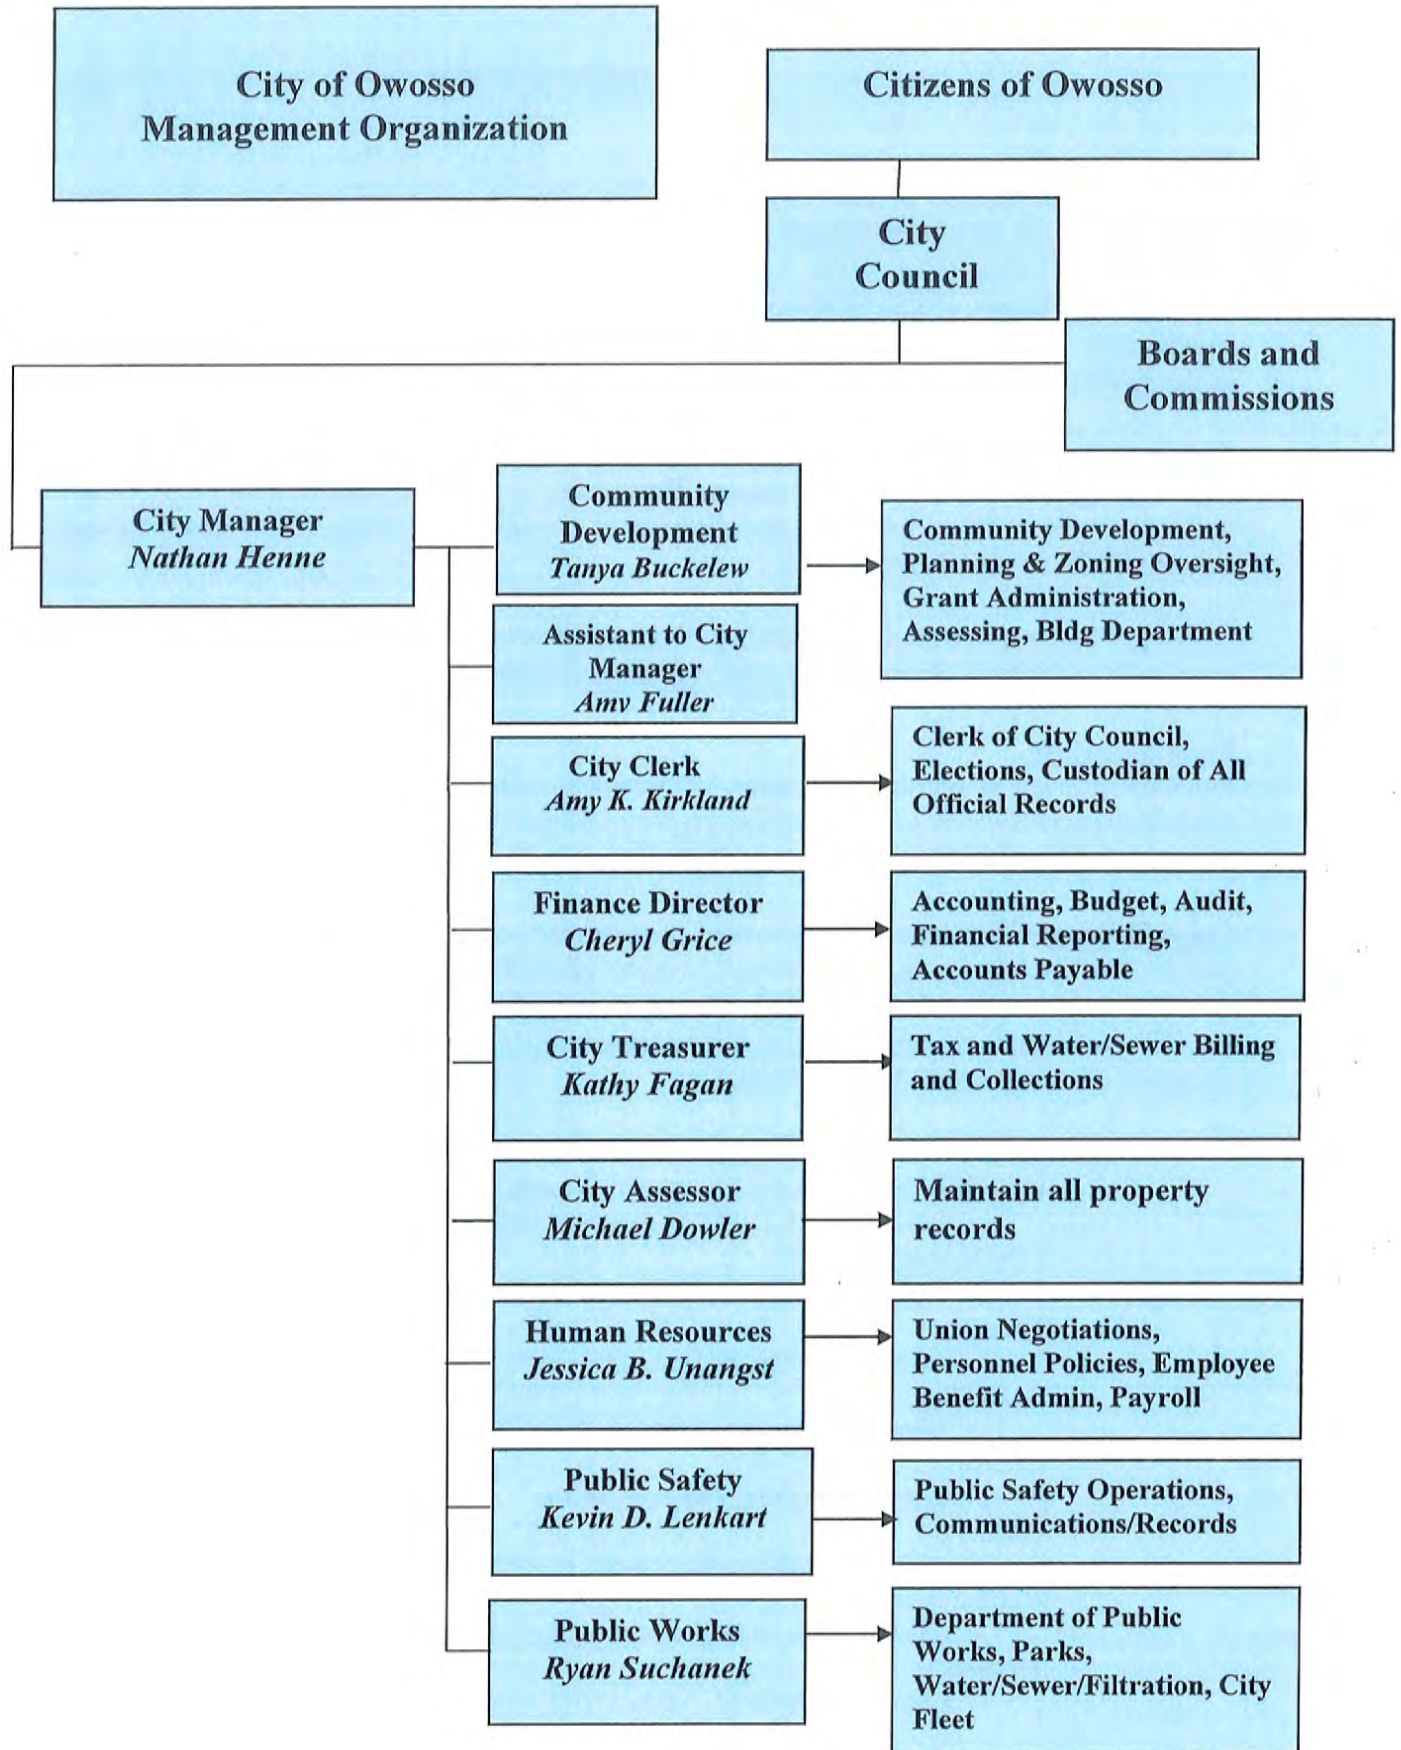 City of Owosso
Management Organization
Citizens of Owosso
City
Council
Boards and
Commissions
City Manager
Nathan Henne
Community
Development
Tanya Buckelew
Community Development,
Planning & Zoning Oversight,
Grant Administration,
Assessing, Bldg Department
Assistant to City
Manager
Amy Fuller
City Clerk
Amy K. Kirkland
Clerk of City Council,
Elections, Custodian of All
Official Records
Finance Director
Cheryl Grice
Accounting, Budget, Audit,
Financial Reporting,
Accounts Payable
City Treasurer
Kathy Fagan
Tax and Water/Sewer Billing
and Collections
City Assessor
Michael Dowler
Maintain all property
records
Human Resources
Jessica B. Unangst
Union Negotiations,
Personnel Policies, Employee
Benefit Admin, Payroll
Public Safety
Kevin D. Lenkart
Public Safety Operations,
Communications/Records
Public Works
Ryan Suchanek
Department of Public
Works, Parks,
Water/Sewer/Filtration, City
Fleet